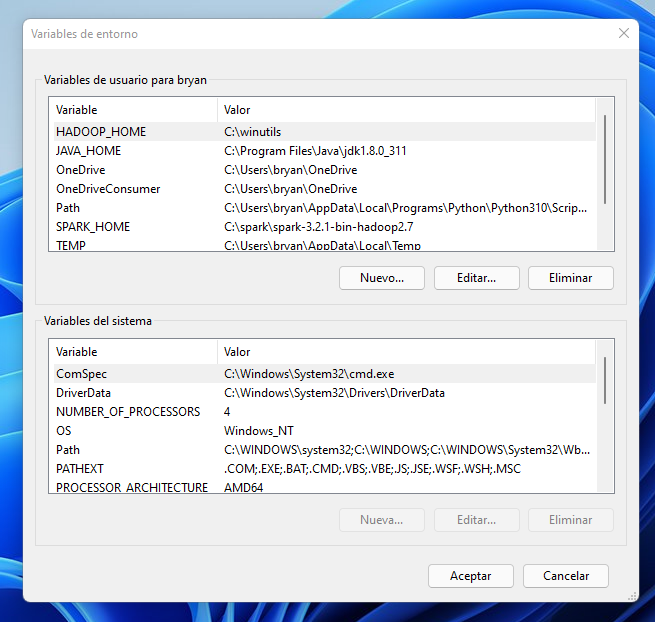 Variables de entorno
Variables de usuario para bryan
Variable Valor
HADOOP_HOME C:\winutils
JAVA_HOME C:\Program Files\Java\jdk1.8.0_311
OneDrive C:\Users\bryan\OneDrive
OneDriveConsumer C:\Users\bryan\OneDrive
Path C:\Users\bryan\AppData\Local\Programs\Python\Python310\Scrip...
SPARK_HOME C:\spark\spark-3.2.1-bin-hadoop2.7
TEMP C:\Users\bryan\AppData\Local\Temp
Nuevo... Editar... Eliminar
Variables del sistema
Variable Valor
ComSpec C:\Windows\System32\cmd.exe
DriverData C:\Windows\System32\Drivers\DriverData
NUMBER_OF_PROCESSORS 4
OS Windows_NT
Path C:\WINDOWS\system32;C:\WINDOWS;C:\WINDOWS\System32\Wb...
PATHEXT .COM;.EXE;.BAT;.CMD;.VBS;.VBE;.JS;.JSE;.WSF;.WSH;.MSC
PROCESSOR_ARCHITECTURE AMD64
Nueva... Editar... Eliminar
Aceptar Cancelar